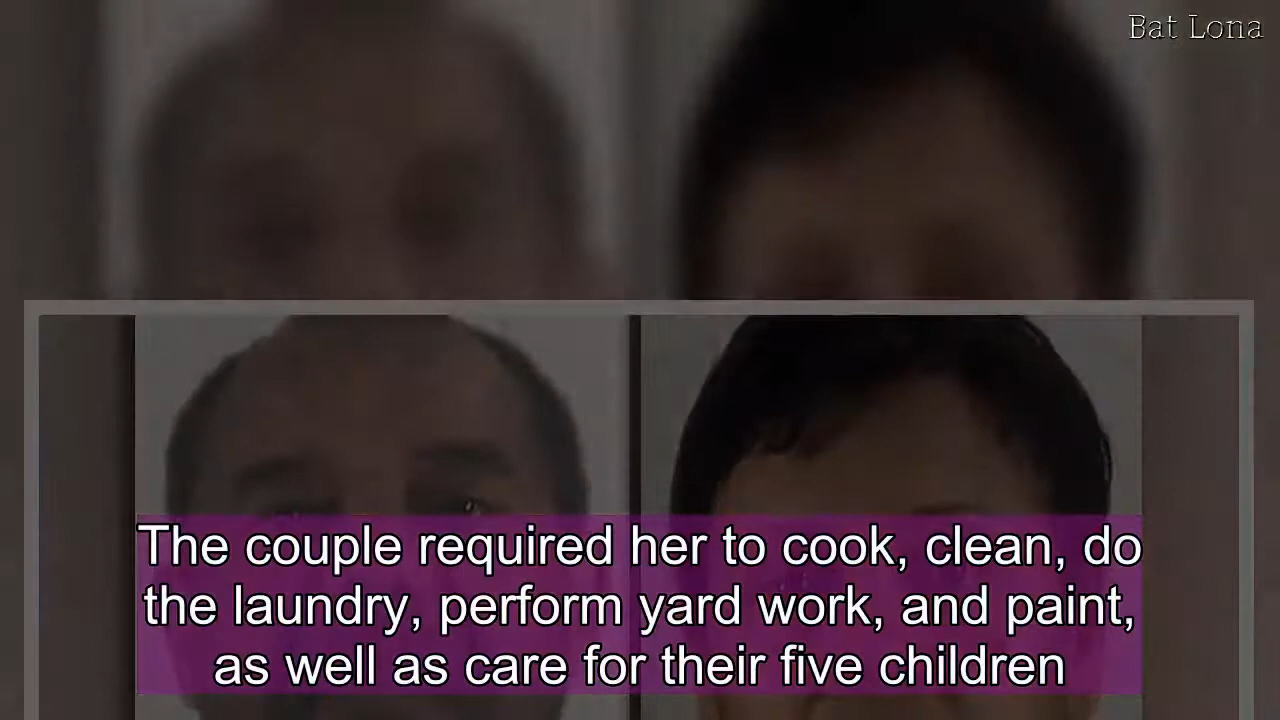 Bat Lona
The couple required her to cook, clean, do
the laundry, perform yard work, and paint,
as well as care for their five children